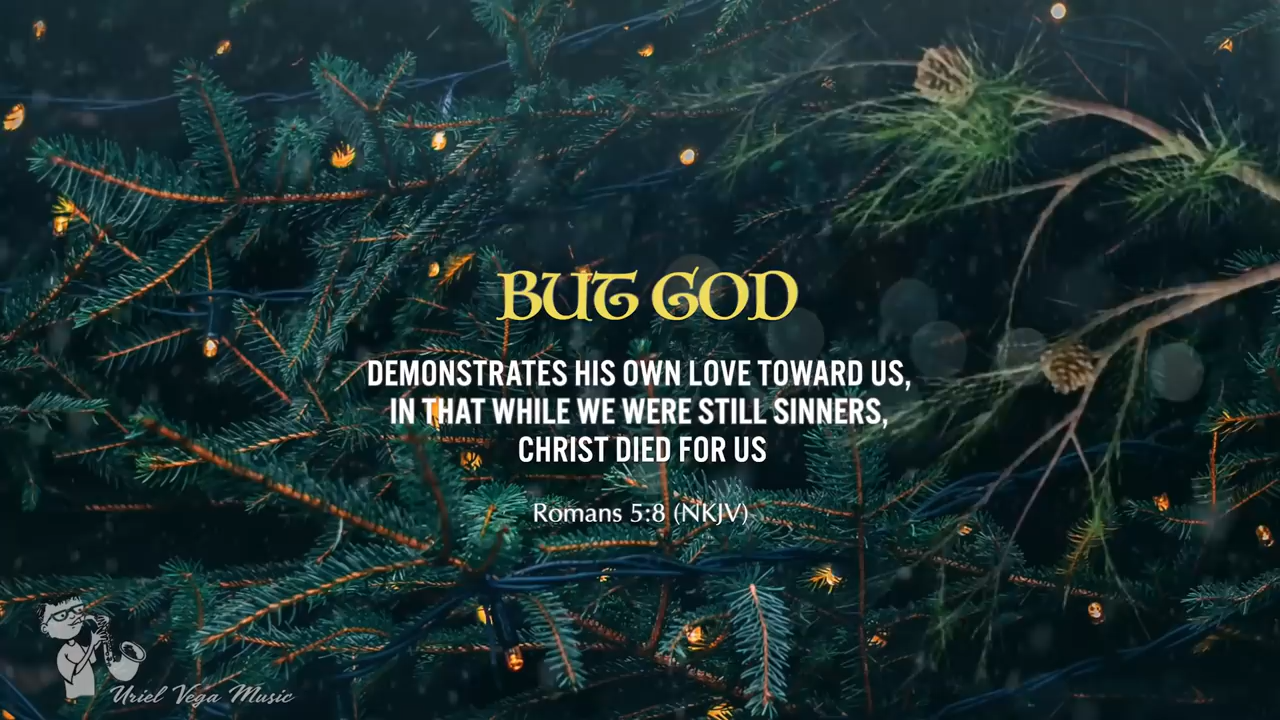 BUT GOD
DEMONSTRATES HIS OWN LOVE TOWARD US,
IN THAT WHILE WE WERE STILL SINNERS,
CHRIST DIED FOR US
Romans 5:8 (NKJV)
Uriel Vega Music